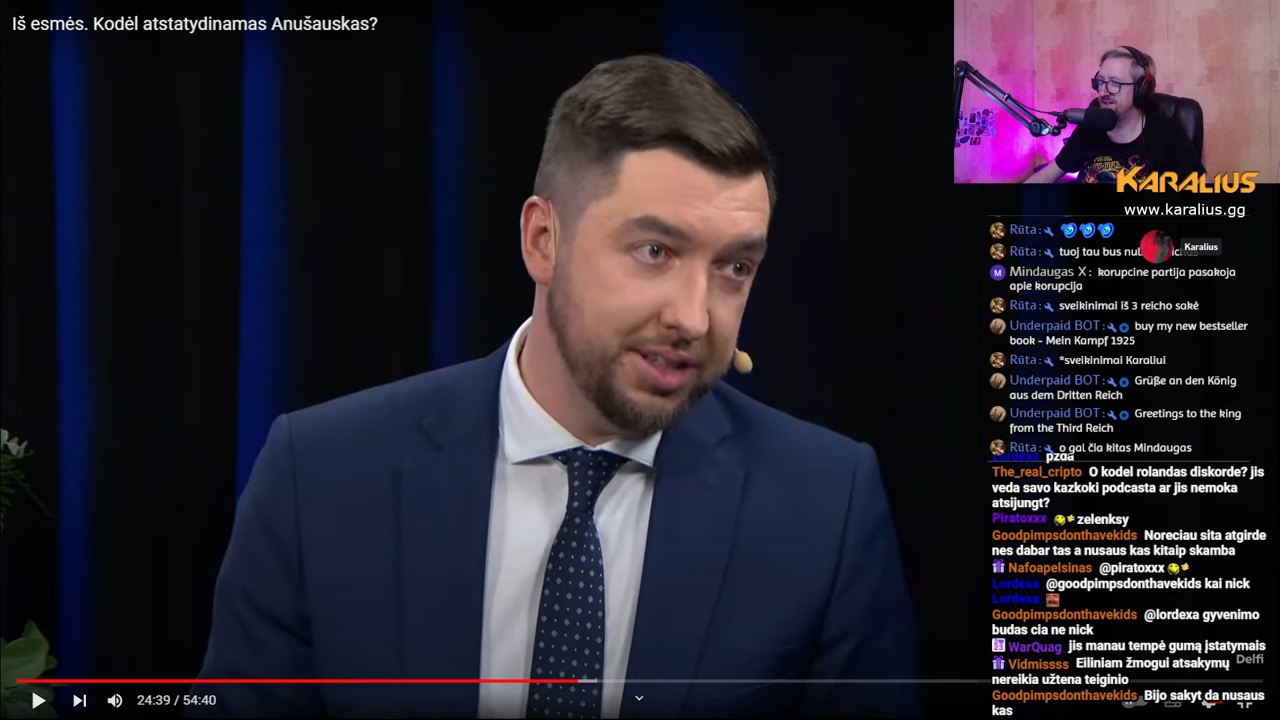 Iš esmės. Kodėl atstatydinamas Anušauskas?
KARALIUS
www.karalius.gg
Rūta:
Rūta: tuoj tau bus
Karalius
Mindaugas X: korupcine partija pasakoja
apie korupcija
Rūta: sveikinimai iš 3 reicho sakė
Underpaid BOT: buy my new bestseller
book - Mein Kampf 1925
Rūta: *sveikinimai Karaliui
Underpaid BOT: Grüße an den König
aus dem Dritten Reich
Underpaid BOT: Greetings to the king
from the Third Reich
Rūta: o gal čia kitas Mindaugas
Lordexa pzda
The_real_cripto O kodel rolandas diskorde? jis
veda savo kazkoki podcasta ar jis nemoka
atsijungt?
Piratoxxx zelenksy
Goodpimpsdonthavekids Noreciau sita atgirde
nes dabar tas a nusaus kas kitaip skamba
Nafoapelsinas @piratoxxx
Lordexa @goodpimpsdonthavekids kai nick
Lordexa
Goodpimpsdonthavekids @lordexa gyvenimo
budas cia ne nick
WarQuag jis manau tempė gumą įstatymais
Vidmissss Eiliniam žmogui atsakymų
nereikia užtena teiginio
Delfi
Goodpimpsdonthavekids Bijo sakyt da nusaus
kas
24:39 / 54:40